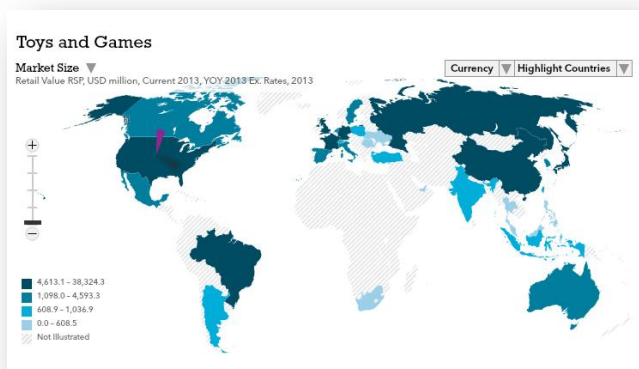 Toys and Games
Market Size
Retail Value RSP, USD million, Current 2013, YOY 2013 Ex. Rates, 2013
Currency
Highlight Countries
+
−
4,613.1 - 38,324.3
1,098.0 - 4,593.3
608.9 - 1,036.9
0.0 - 608.5
Not Illustrated